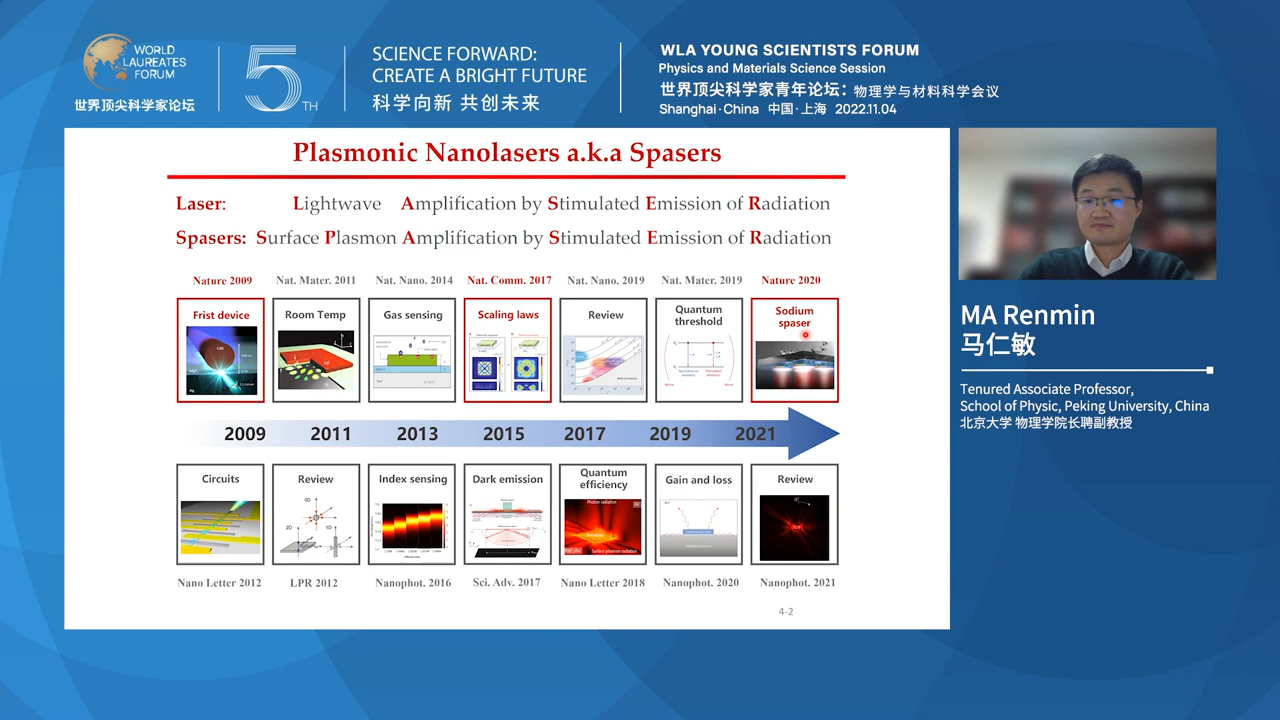 WORLD
LAUREATES
FORUM
世界顶尖科学家论坛
5TH
SCIENCE FORWARD:
CREATE A BRIGHT FUTURE
科学向新 共创未来
WLA YOUNG SCIENTISTS FORUM
Physics and Materials Science Session
世界顶尖科学家青年论坛：物理学与材料科学会议
Shanghai·China 中国·上海 2022.11.04
Plasmonic Nanolasers a.k.a Spasers
Laser: Lightwave Amplification by Stimulated Emission of Radiation
Spasers: Surface Plasmon Amplification by Stimulated Emission of Radiation
Nature 2009 Nat. Mater. 2011 Nat. Nano. 2014 Nat. Comm. 2017 Nat. Nano. 2019 Nat. Mater. 2019 Nature 2020
Frist device
Room Temp
Gas sensing
Scaling laws
Review
Quantum
threshold
Sodium
spaser
2009 2011 2013 2015 2017 2019 2021
Circuits
Review
0D
2D
1D
Index sensing
Dark emission
Quantum
efficiency
Photon radiation
Surface plasmon radiation
Gain and loss
Review
0°
Nano Letter 2012 LPR 2012 Nanophot. 2016 Sci. Adv. 2017 Nano Letter 2018 Nanophot. 2020 Nanophot. 2021
4-2
MA Renmin
马仁敏
Tenured Associate Professor,
School of Physic, Peking University, China
北京大学 物理学院长聘副教授